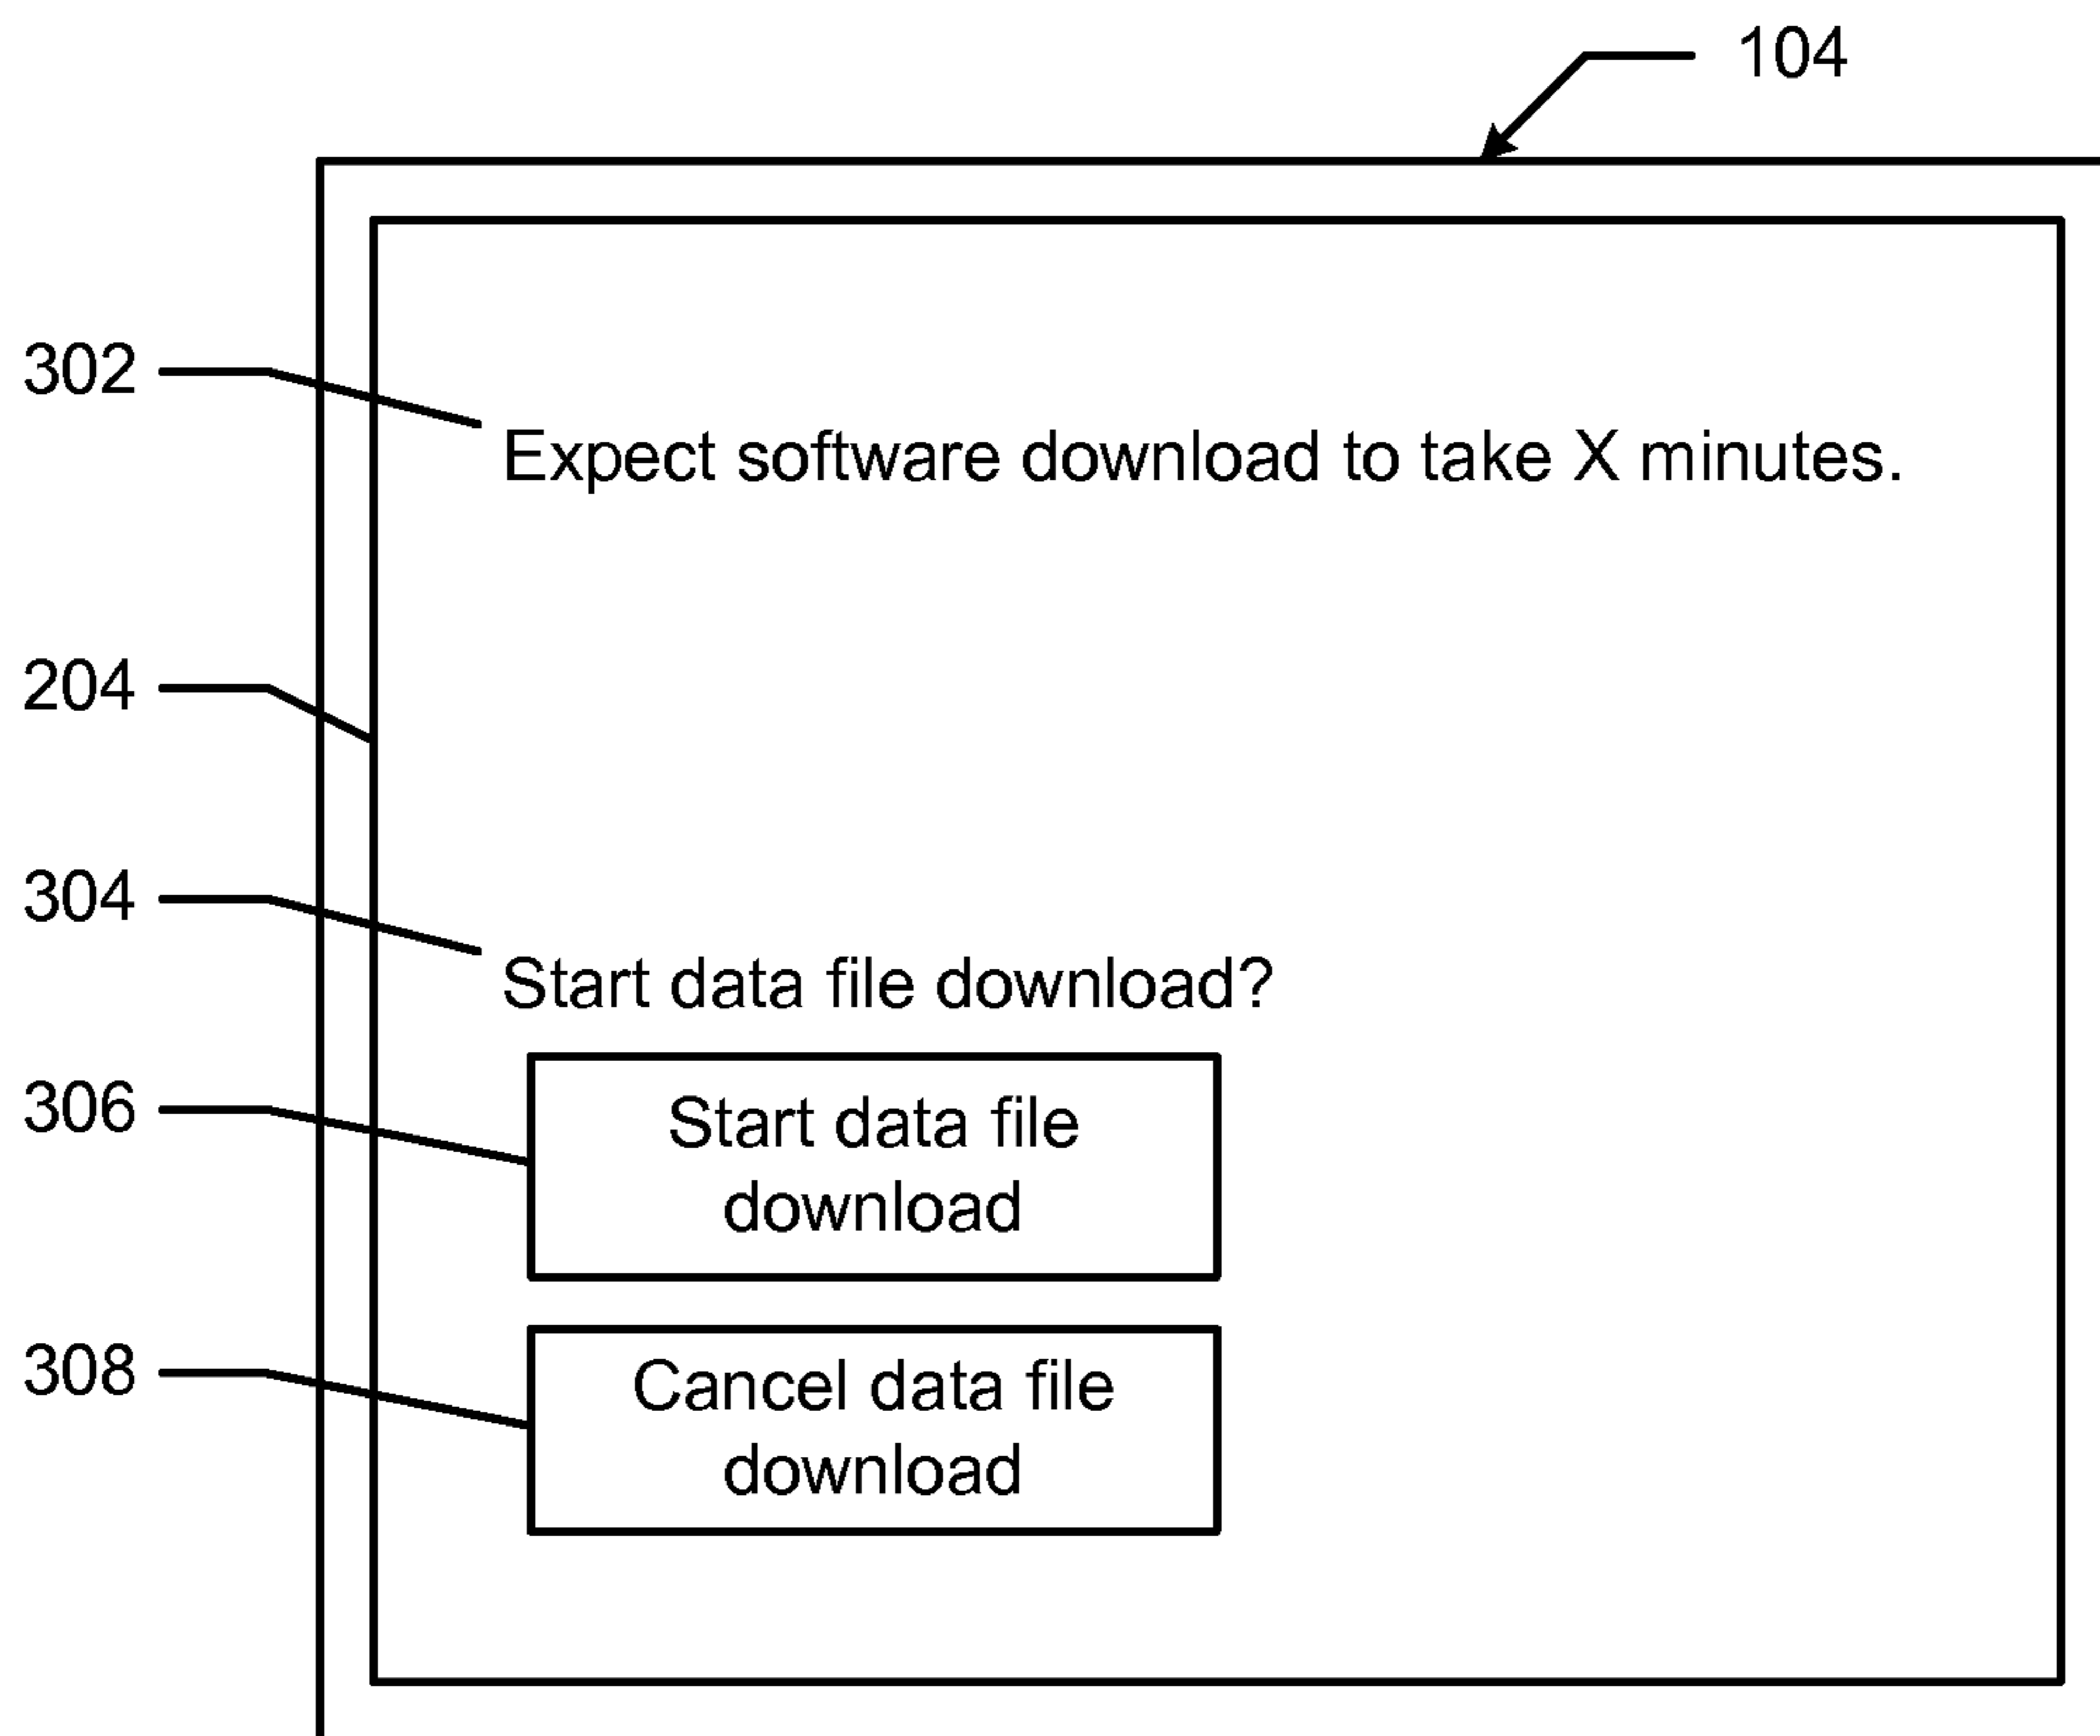 104
302
Expect software download to take X minutes.
204
304
Start data file download?
306
Start data file
download
308
Cancel data file
download